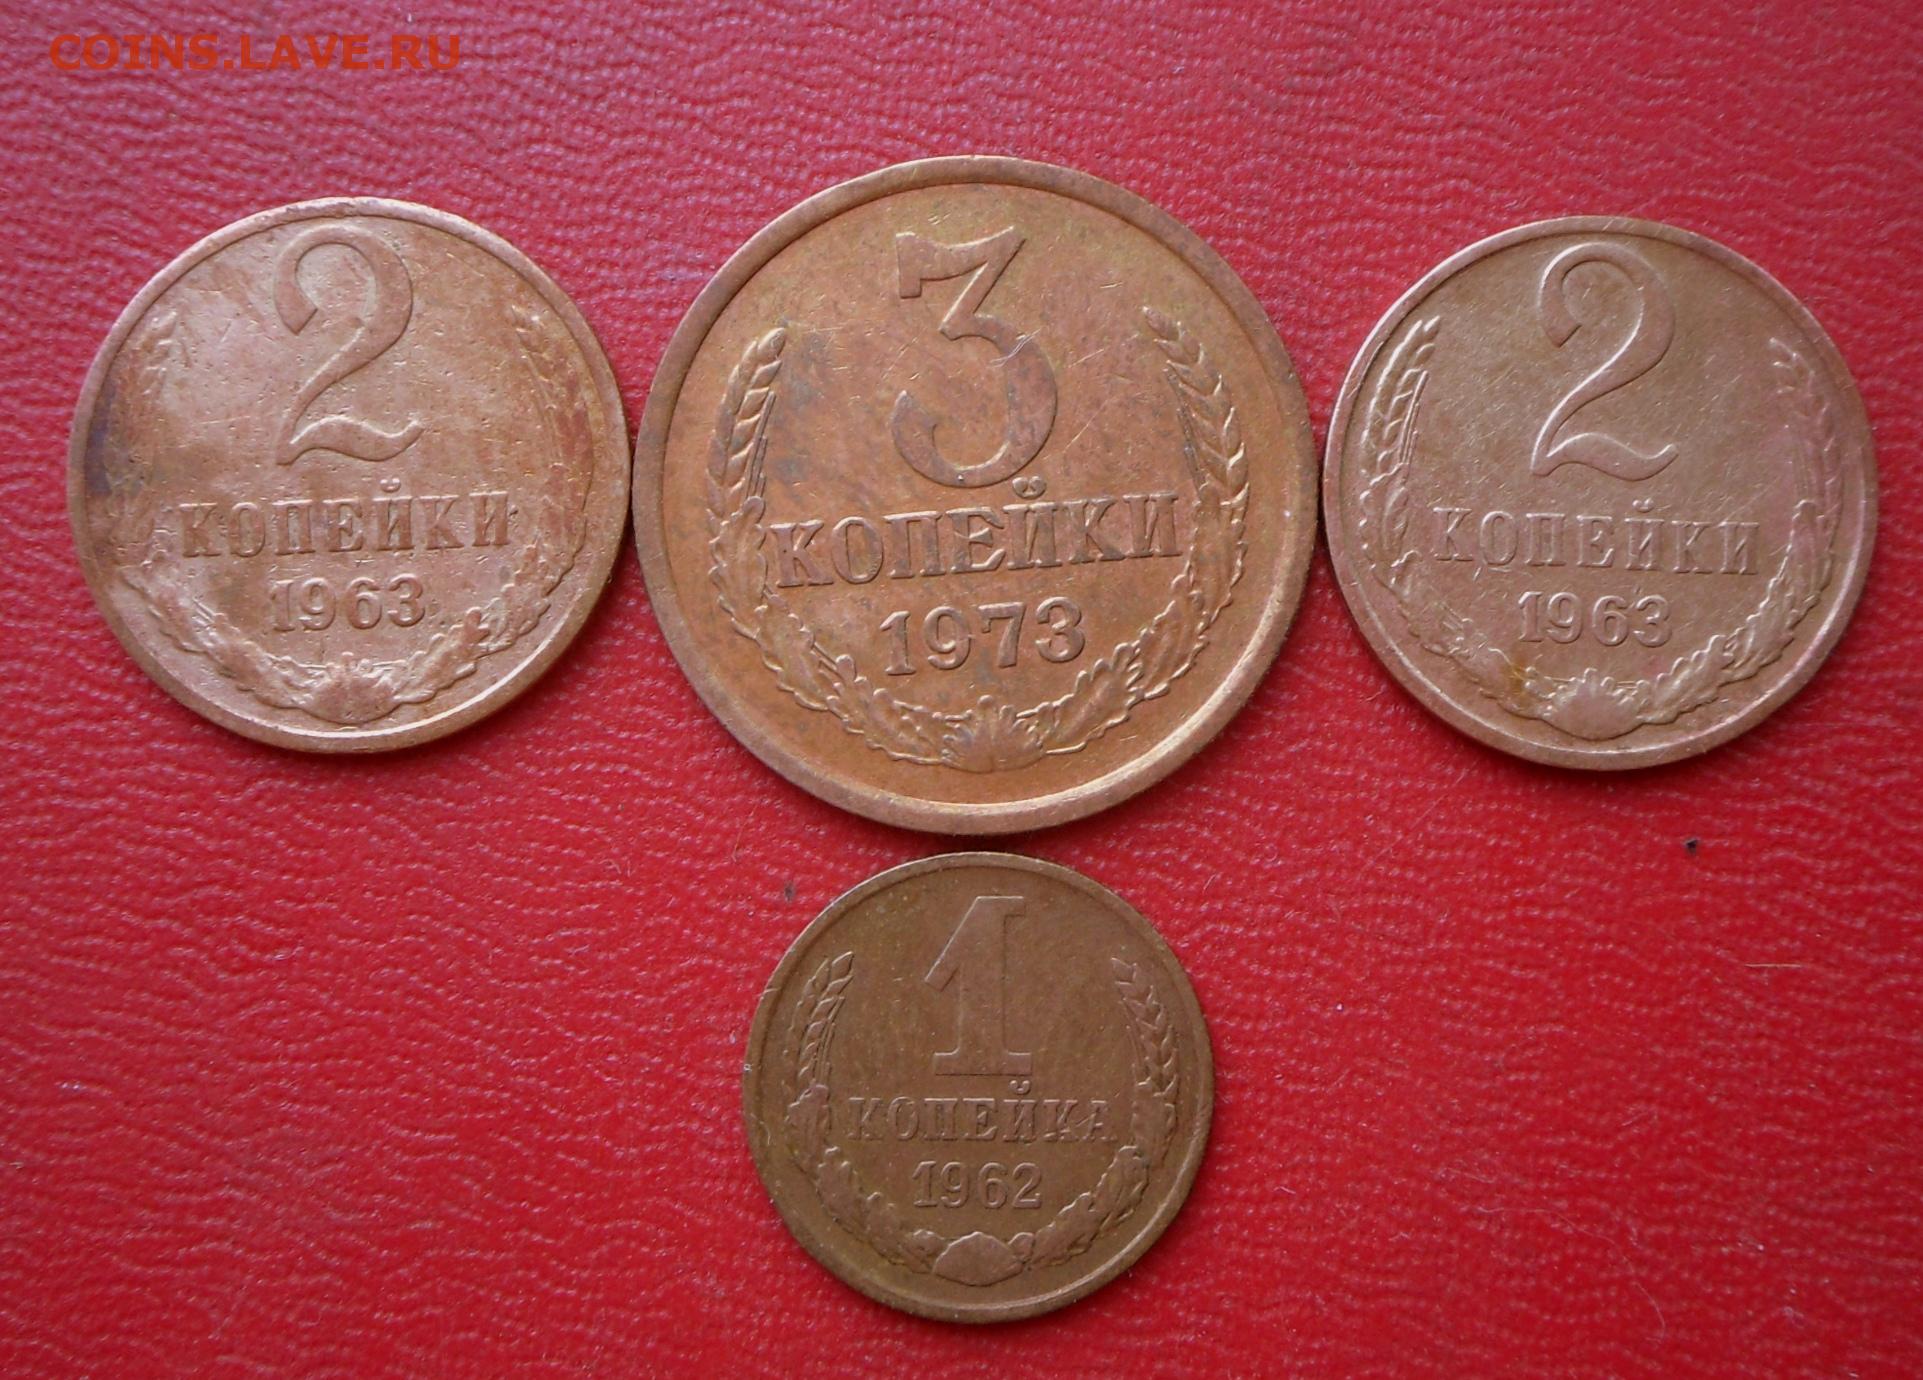 COINS.LAVE.RU
2
КОПЕЙКИ
1963
3
КОПЕЙКИ
1973
2
КОПЕЙКИ
1963
1
КОПЕЙКА
1962